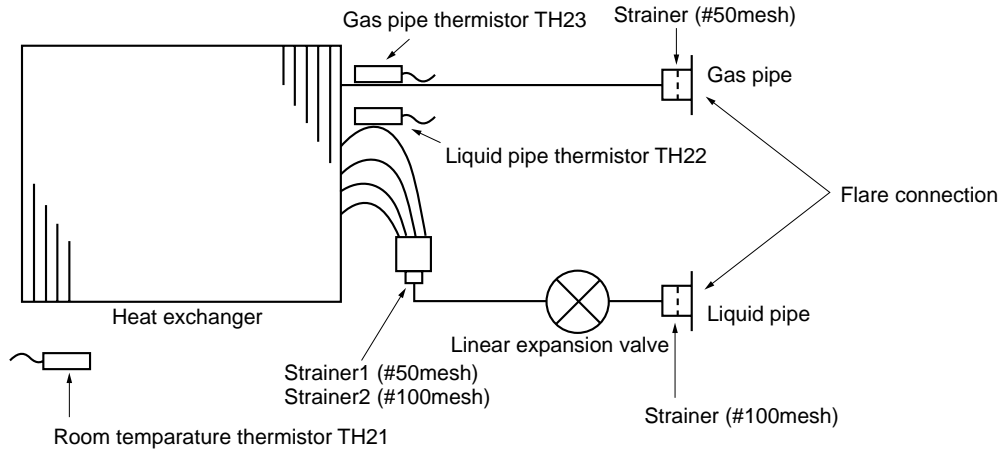 Gas pipe thermistor TH23
Strainer (#50mesh)
Gas pipe
Liquid pipe thermistor TH22
Flare connection
Heat exchanger
Liquid pipe
Linear expansion valve
Strainer1 (#50mesh)
Strainer2 (#100mesh)
Strainer (#100mesh)
Room temparature thermistor TH21